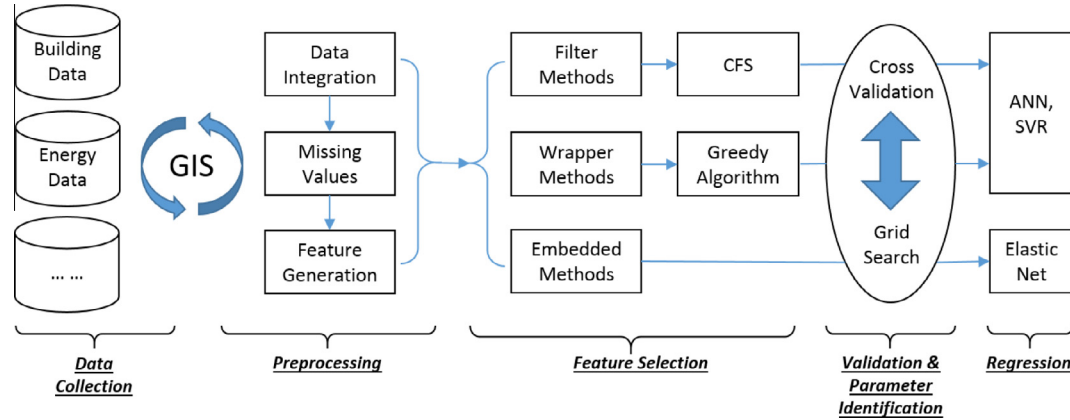 Building
Data
Energy
Data
... ...
GIS
Data
Integration
Missing
Values
Feature
Generation
Filter
Methods
CFS
Wrapper
Methods
Greedy
Algorithm
Embedded
Methods
Cross
Validation
Grid
Search
ANN,
SVR
Elastic
Net
Data
Collection
Preprocessing
Feature Selection
Validation &
Parameter
Identification
Regression